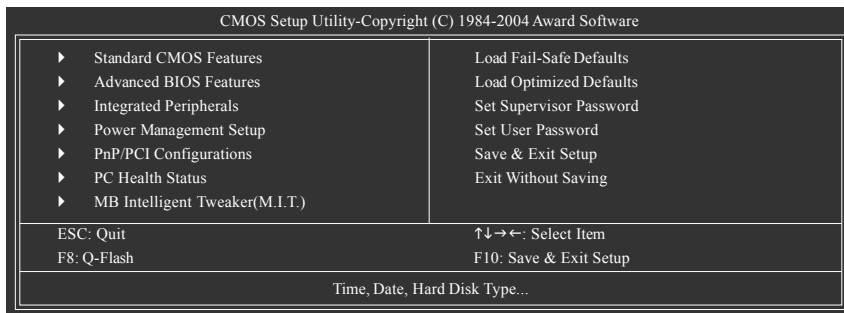 CMOS Setup Utility-Copyright (C) 1984-2004 Award Software
▶ Standard CMOS Features
▶ Advanced BIOS Features
▶ Integrated Peripherals
▶ Power Management Setup
▶ PnP/PCI Configurations
▶ PC Health Status
▶ MB Intelligent Tweaker(M.I.T.)
Load Fail-Safe Defaults
Load Optimized Defaults
Set Supervisor Password
Set User Password
Save & Exit Setup
Exit Without Saving
ESC: Quit
↑↓→←: Select Item
F8: Q-Flash
F10: Save & Exit Setup
Time, Date, Hard Disk Type...